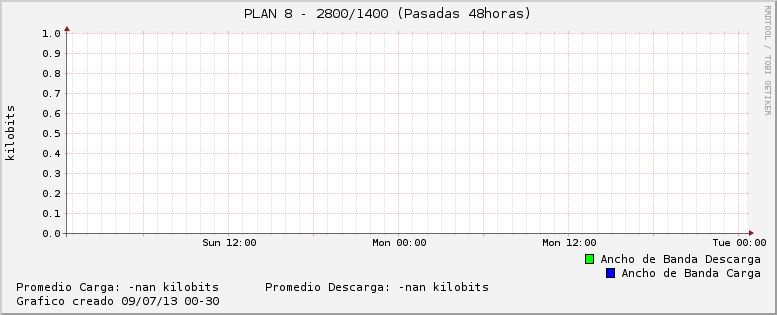 PLAN 8 - 2800/1400 (Pasadas 48horas)
RRDTOOL / TOBI OETIKER
kilobits
1.0
0.9
0.8
0.7
0.6
0.5
0.4
0.3
0.2
0.1
0.0
Sun 12:00 Mon 00:00 Mon 12:00 Tue 00:00
Ancho de Banda Descarga
Ancho de Banda Carga
Promedio Carga: -nan kilobits Promedio Descarga: -nan kilobits
Grafico creado 09/07/13 00-30